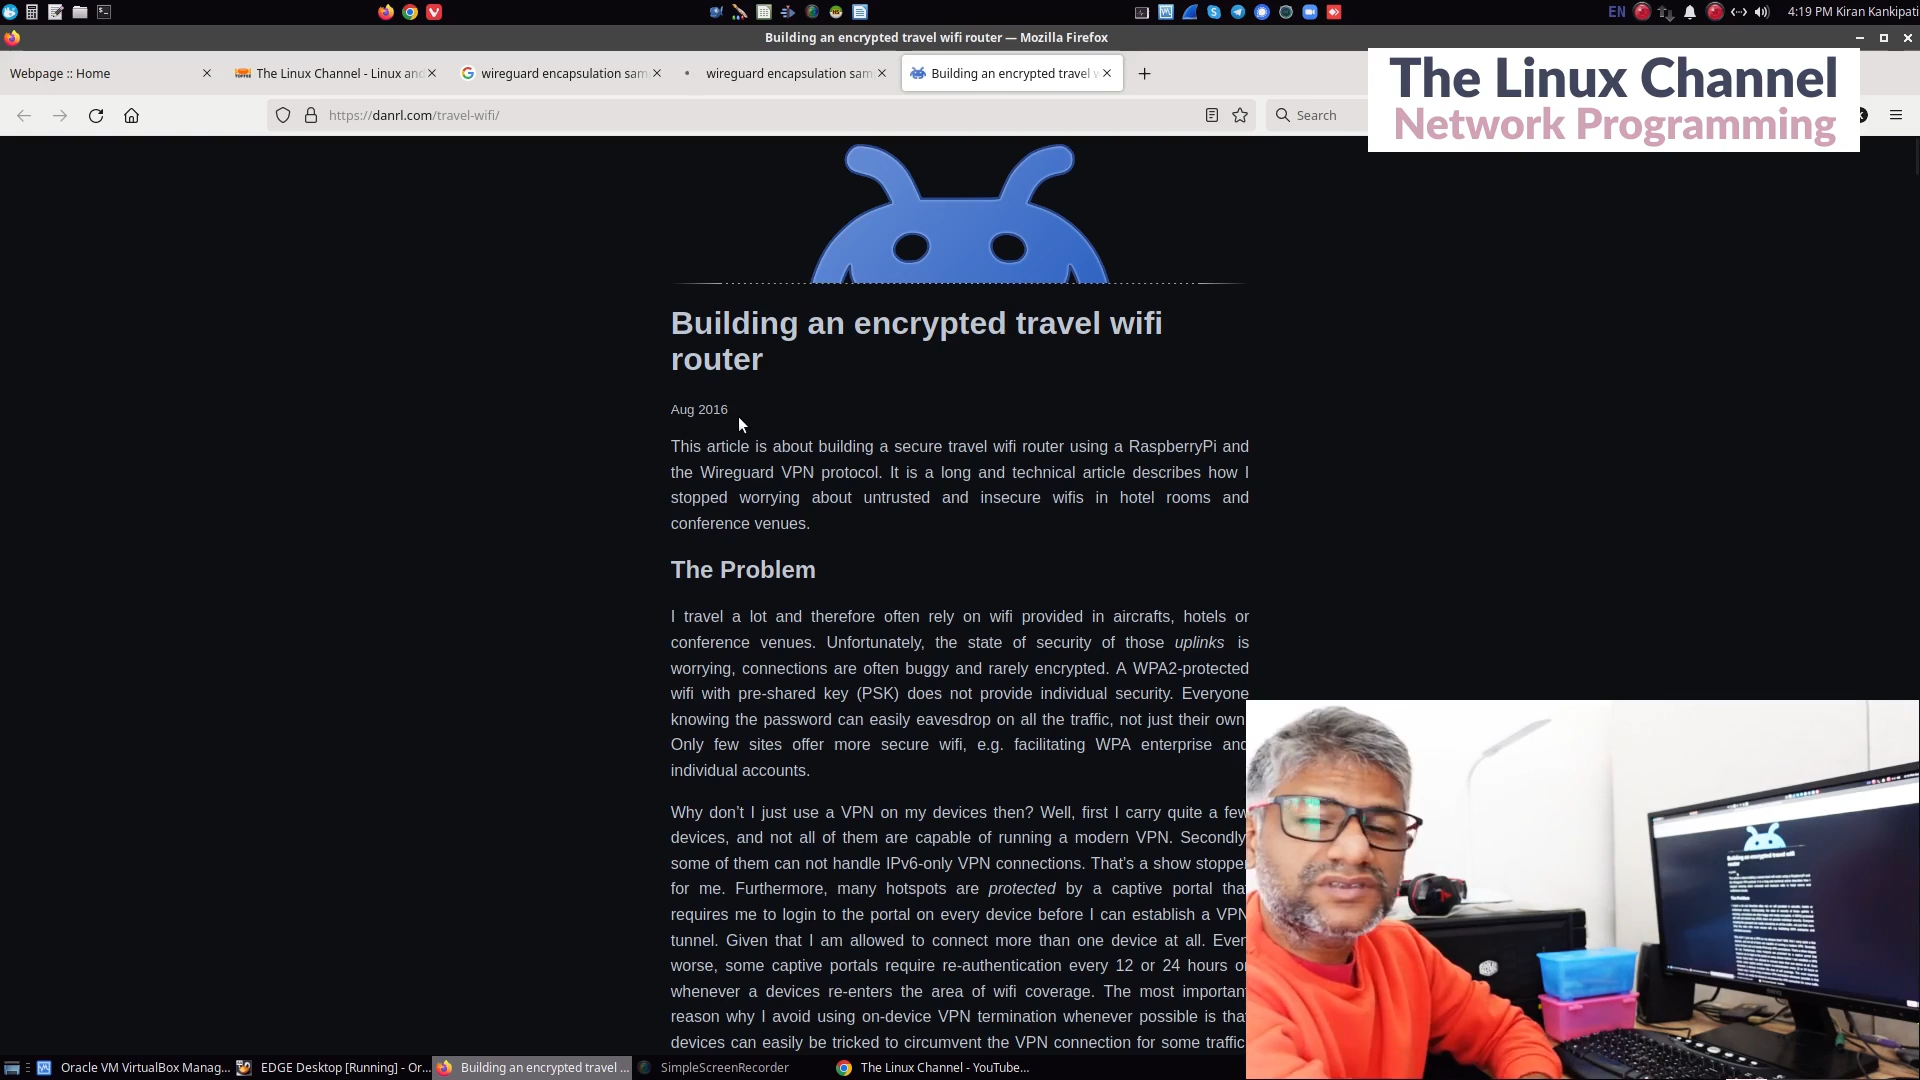 EN
4:19 PM Kiran Kankipati
Building an encrypted travel wifi router — Mozilla Firefox
Webpage :: Home
The Linux Channel - Linux and
wireguard encapsulation sam
wireguard encapsulation sam
Building an encrypted travel
https://danrl.com/travel-wifi/
Search
The Linux Channel
Network Programming
Building an encrypted travel wifi
router
Aug 2016
This article is about building a secure travel wifi router using a RaspberryPi and
the Wireguard VPN protocol. It is a long and technical article describes how I
stopped worrying about untrusted and insecure wifis in hotel rooms and
conference venues.
The Problem
I travel a lot and therefore often rely on wifi provided in aircrafts, hotels or
conference venues. Unfortunately, the state of security of those uplinks is
worrying, connections are often buggy and rarely encrypted. A WPA2-protected
wifi with pre-shared key (PSK) does not provide individual security. Everyone
knowing the password can easily eavesdrop on all the traffic, not just their own
Only few sites offer more secure wifi, e.g. facilitating WPA enterprise and
individual accounts.
Why don't I just use a VPN on my devices then? Well, first I carry quite a few
devices, and not all of them are capable of running a modern VPN. Secondly
some of them can not handle IPv6-only VPN connections. That's a show stopper
for me. Furthermore, many hotspots are protected by a captive portal that
requires me to login to the portal on every device before I can establish a VPN
tunnel. Given that I am allowed to connect more than one device at all. Even
worse, some captive portals require re-authentication every 12 or 24 hours or
whenever a devices re-enters the area of wifi coverage. The most important
reason why I avoid using on-device VPN termination whenever possible is that
devices can easily be tricked to circumvent the VPN connection for some traffic.
Oracle VM VirtualBox Manag...
EDGE Desktop [Running] - Or...
Building an encrypted travel ...
SimpleScreenRecorder
The Linux Channel - YouTube...